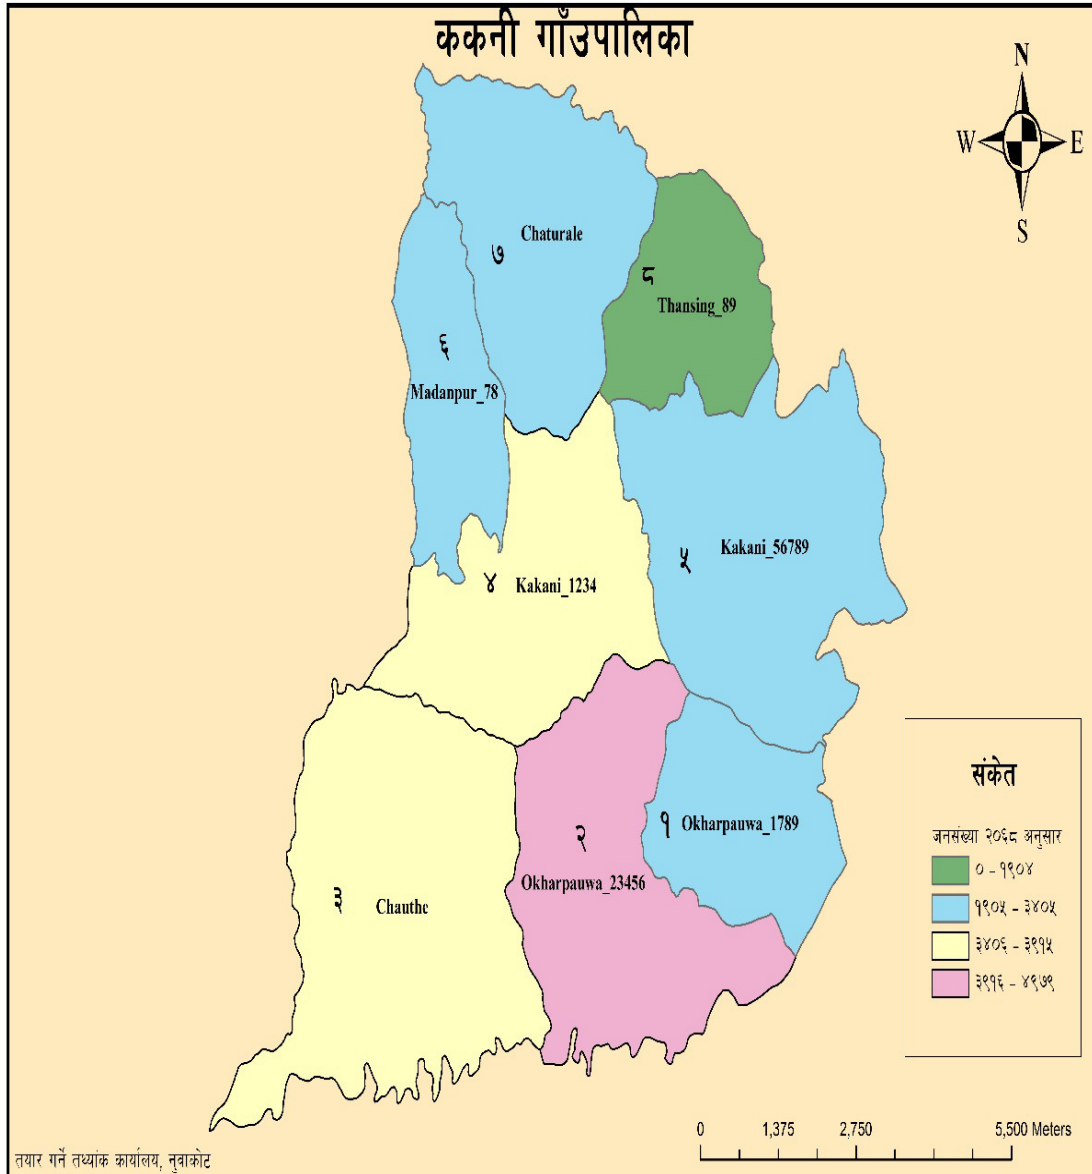 ककनी गाँउपालिका
N
W E
S
Chaturale
७
८
Thansing_89
६
Madanpur_78
Kakani_56789
५
४ Kakani_1234
१ Okharpauwa_1789
२
Okharpauwa_23456
३ Chauthe
संकेत
जनसंख्या २०६८ अनुसार
० - १९०४
१९०५ - ३४०५
३४०६ - ३९१५
३९१६ - ४९७९
0 1,375 2,750 5,500 Meters
तयार गर्ने तथ्यांक कार्यालय, नुवाकोट